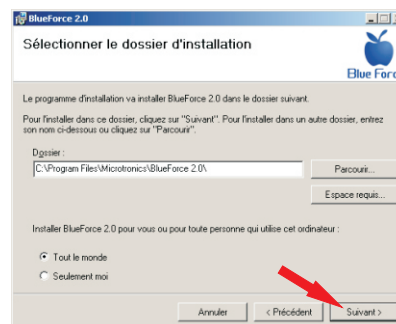 BlueForce 2.0
Sélectionner le dossier d'installation
Blue Forc
Le programme d'installation va installer BlueForce 2.0 dans le dossier suivant.
Pour l'installer dans ce dossier, cliquez sur "Suivant". Pour l'installer dans un autre dossier, entrez
son nom ci-dessous ou cliquez sur "Parcourir".
Dossier :
C:\Program Files\Microtronics\BlueForce 2.0\
Parcourir...
Espace requis...
Installer BlueForce 2.0 pour vous ou pour toute personne qui utilise cet ordinateur :
Tout le monde
Seulement moi
Annuler
< Précédent
Suivant >